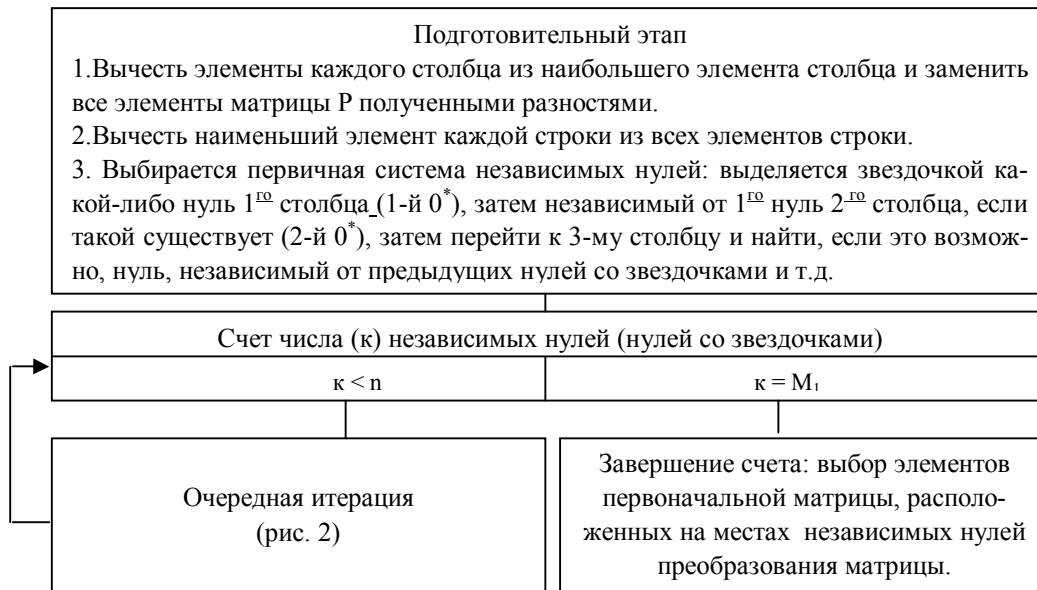 Подготовительный этап
1.Вычесть элементы каждого столбца из наибольшего элемента столбца и заменить
все элементы матрицы Р полученными разностями.
2.Вычесть наименьший элемент каждой строки из всех элементов строки.
3. Выбирается первичная система независимых нулей: выделяется звездочкой ка-
кой-либо нуль 1го столбца (1-й 0*), затем независимый от 1го нуль 2го столбца, если
такой существует (2-й 0*), затем перейти к 3-му столбцу и найти, если это возмож-
но, нуль, независимый от предыдущих нулей со звездочками и т.д.
Счет числа (к) независимых нулей (нулей со звездочками)
к < n
к = M₁
Очередная итерация
(рис. 2)
Завершение счета: выбор элементов
первоначальной матрицы, располо-
женных на местах независимых нулей
преобразования матрицы.